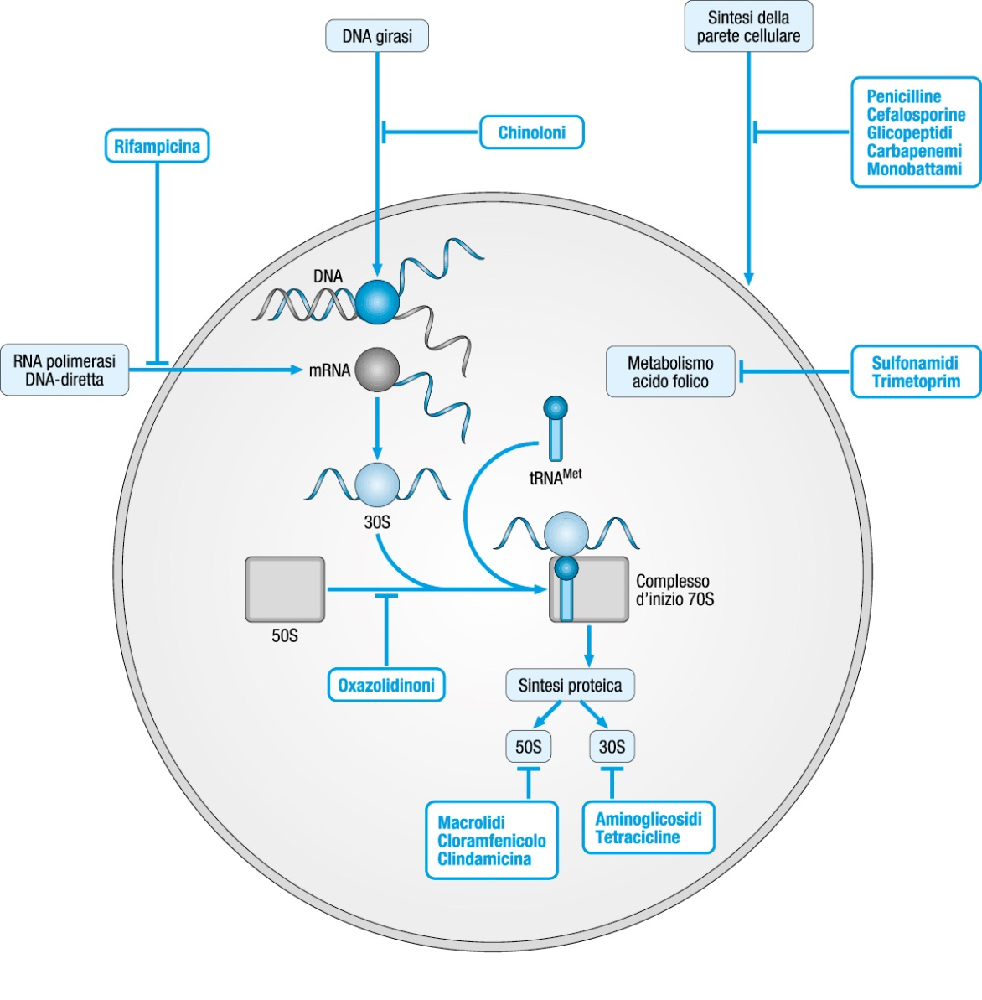 DNA girasi
Sintesi della
parete cellulare
Penicilline
Cefalosporine
Glicopeptidi
Carbapenemi
Monobattami
Chinoloni
Rifampicina
DNA
RNA polimerasi
DNA-diretta
mRNA
Metabolismo
acido folico
Sulfonamidi
Trimetoprim
tRNAMet
30S
50S
Complesso
d'inizio 70S
Oxazolidinoni
Sintesi proteica
50S
30S
Macrolidi
Cloramfenicolo
Clindamicina
Aminoglicosidi
Tetracicline